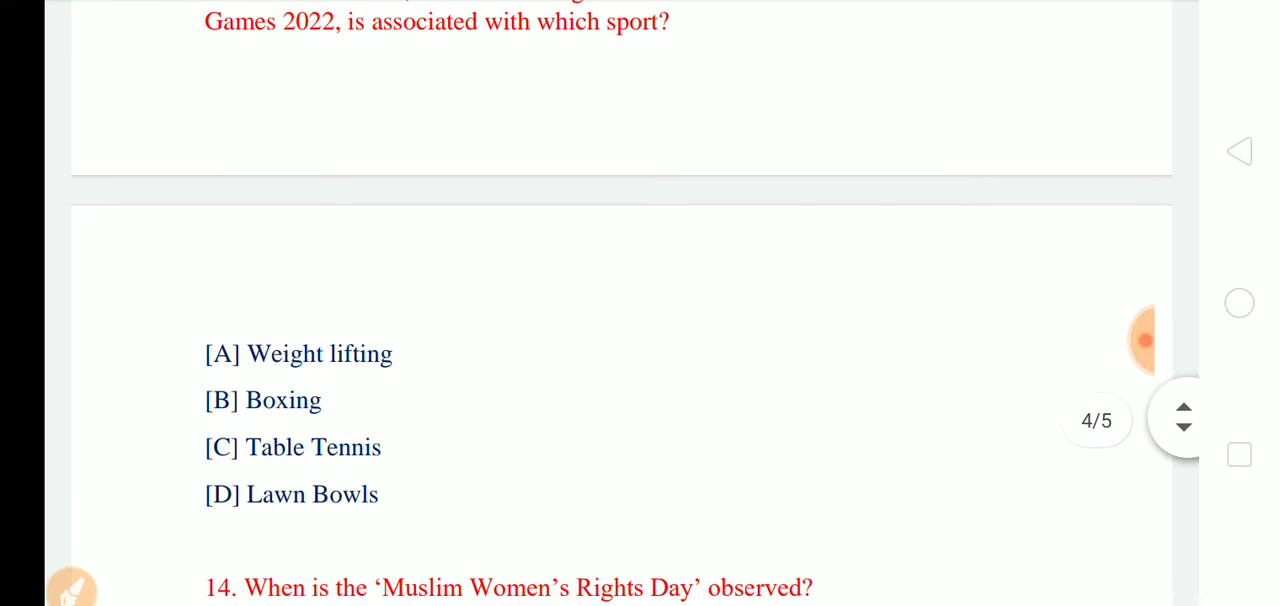 Games 2022, is associated with which sport?
[A] Weight lifting
[B] Boxing
[C] Table Tennis
[D] Lawn Bowls
4/5
14. When is the ‘Muslim Women’s Rights Day’ observed?